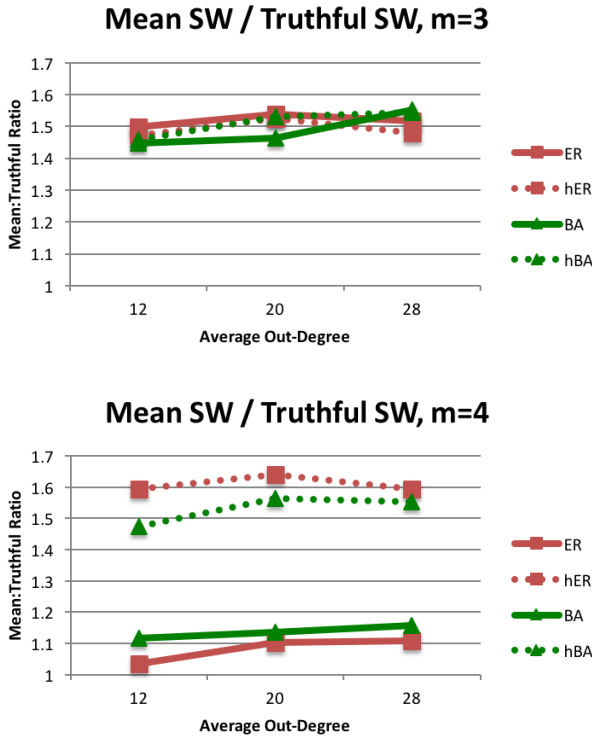 Mean SW / Truthful SW, m=3
Mean:Truthful Ratio
1.7
1.6
1.5
1.4
1.3
1.2
1.1
1
12 20 28
Average Out-Degree
ER
hER
BA
hBA
Mean SW / Truthful SW, m=4
Mean:Truthful Ratio
1.7
1.6
1.5
1.4
1.3
1.2
1.1
1
12 20 28
Average Out-Degree
ER
hER
BA
hBA